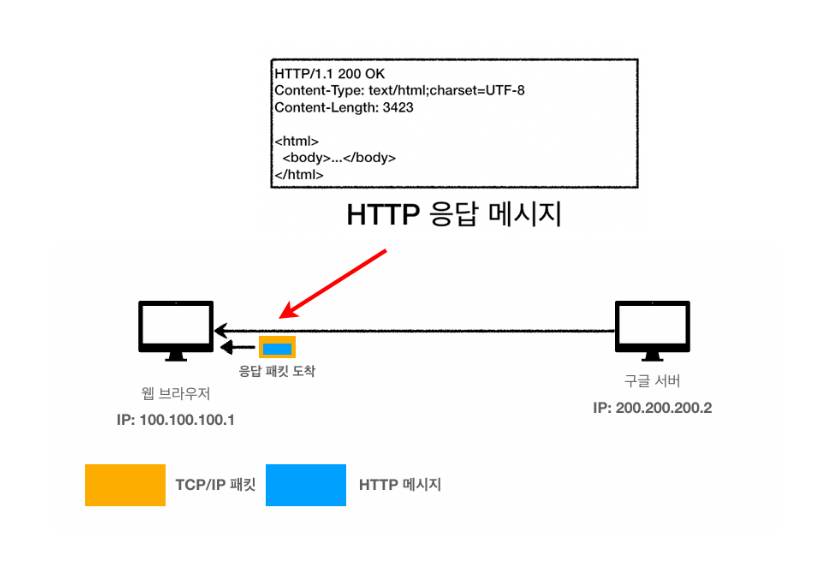 HTTP/1.1 200 OK
Content-Type: text/html;charset=UTF-8
Content-Length: 3423
<html>
<body>...</body>
</html>
HTTP 응답 메시지
응답 패킷 도착
웹 브라우저
IP: 100.100.100.1
구글 서버
IP: 200.200.200.2
TCP/IP 패킷
HTTP 메시지